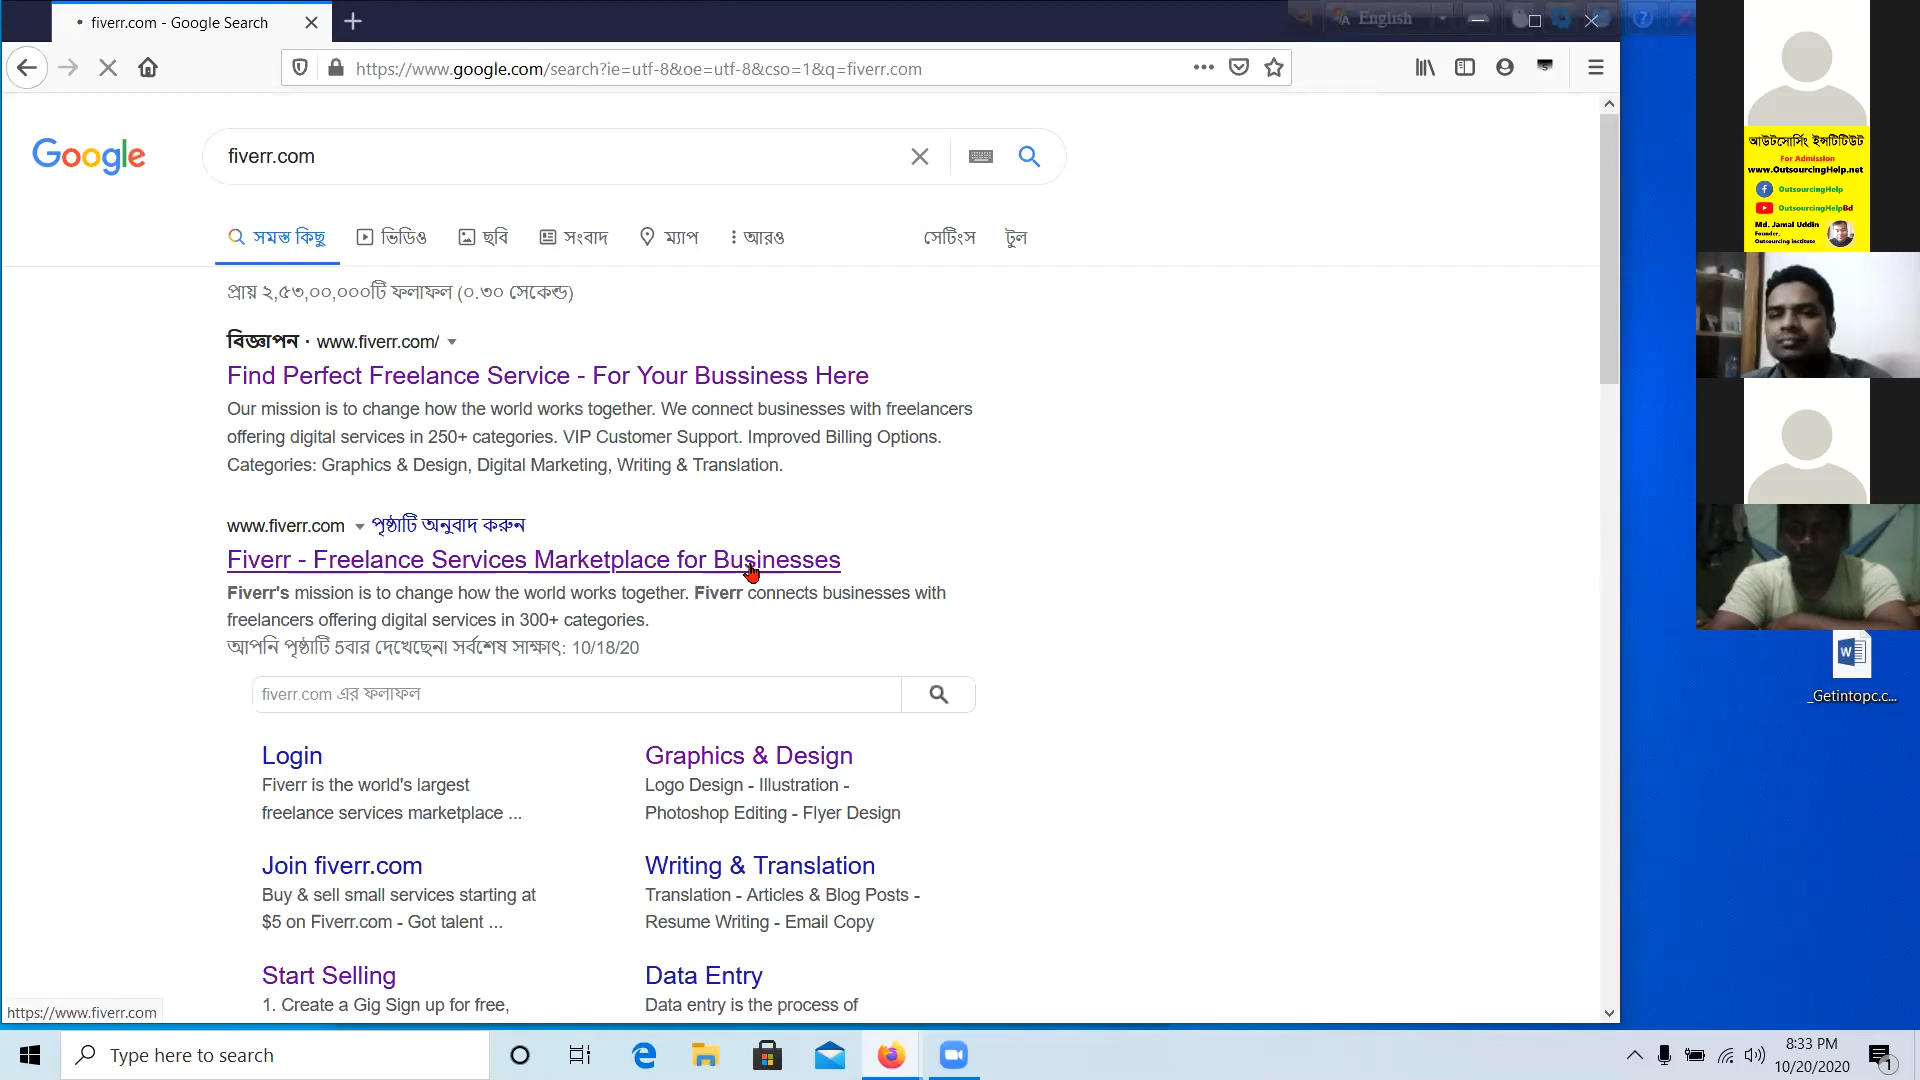 fiverr.com - Google Search
English
https://www.google.com/search?ie=utf-8&oe=utf-8&cso=1&q=fiverr.com
Google
fiverr.com
সমস্ত কিছু
ভিডিও
ছবি
সংবাদ
ম্যাপ
আরও
সেটিংস
টুল
প্রায় ২,৫৩,০০,০০০টি ফলাফল (০.৩০ সেকেন্ড)
বিজ্ঞাপন · www.fiverr.com/
Find Perfect Freelance Service - For Your Bussiness Here
Our mission is to change how the world works together. We connect businesses with freelancers
offering digital services in 250+ categories. VIP Customer Support. Improved Billing Options.
Categories: Graphics & Design, Digital Marketing, Writing & Translation.
www.fiverr.com পৃষ্ঠাটি অনুবাদ করুন
Fiverr - Freelance Services Marketplace for Businesses
Fiverr's mission is to change how the world works together. Fiverr connects businesses with
freelancers offering digital services in 300+ categories.
আপনি পৃষ্ঠাটি 5বার দেখেছেন। সর্বশেষ সাক্ষাৎ: 10/18/20
fiverr.com এর ফলাফল
Login
Fiverr is the world's largest
freelance services marketplace ...
Graphics & Design
Logo Design - Illustration -
Photoshop Editing - Flyer Design
Join fiverr.com
Buy & sell small services starting at
$5 on Fiverr.com - Got talent ...
Writing & Translation
Translation - Articles & Blog Posts -
Resume Writing - Email Copy
Start Selling
1. Create a Gig Sign up for free,
Data Entry
Data entry is the process of
https://www.fiverr.com
আউটসোর্সিং ইন্সটিটিউট
For Admission
www.OutsourcingHelp.net
OutsourcingHelp
OutsourcingHelpBd
Md. Jamal Uddin
Founder,
Outsourcing institute
_Getintopc.c...
Type here to search
8:33 PM
10/20/2020
1